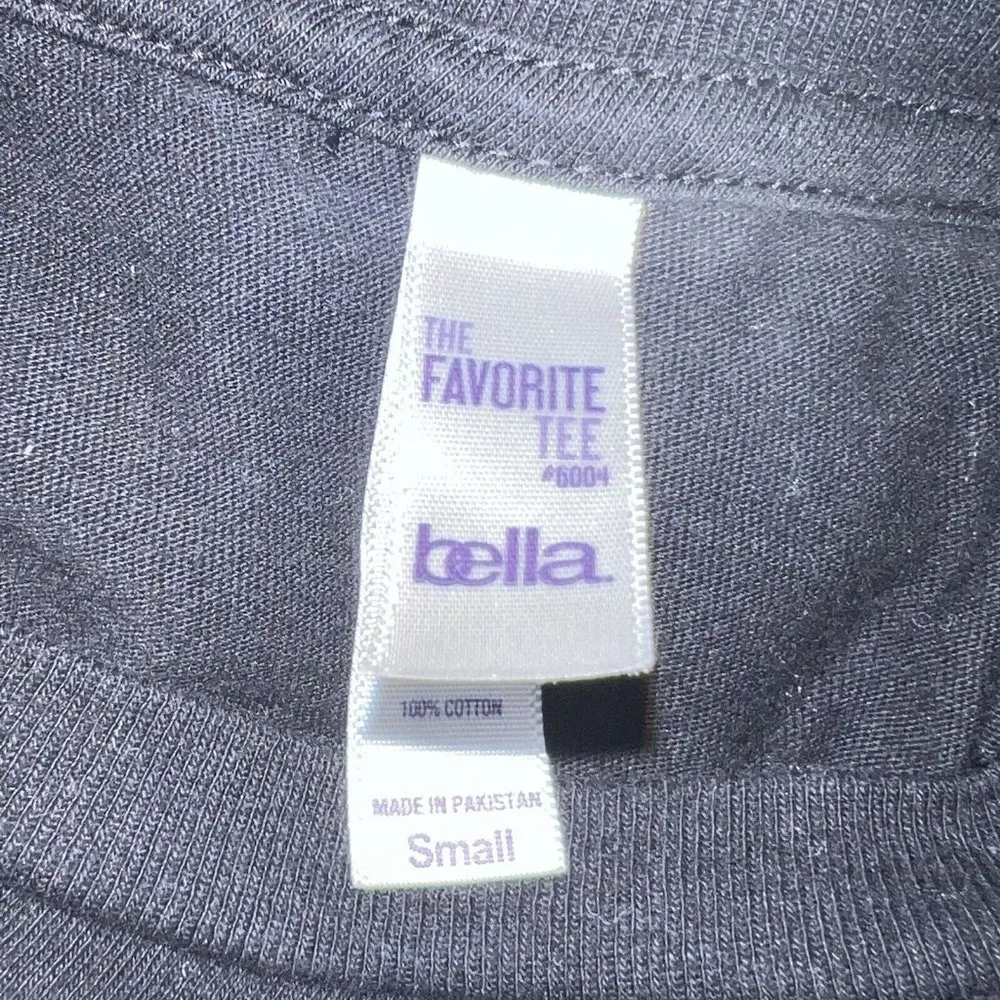 THE
FAVORITE
TEE
#6004
bella.
100% COTTON
MADE IN PAKISTAN
Small